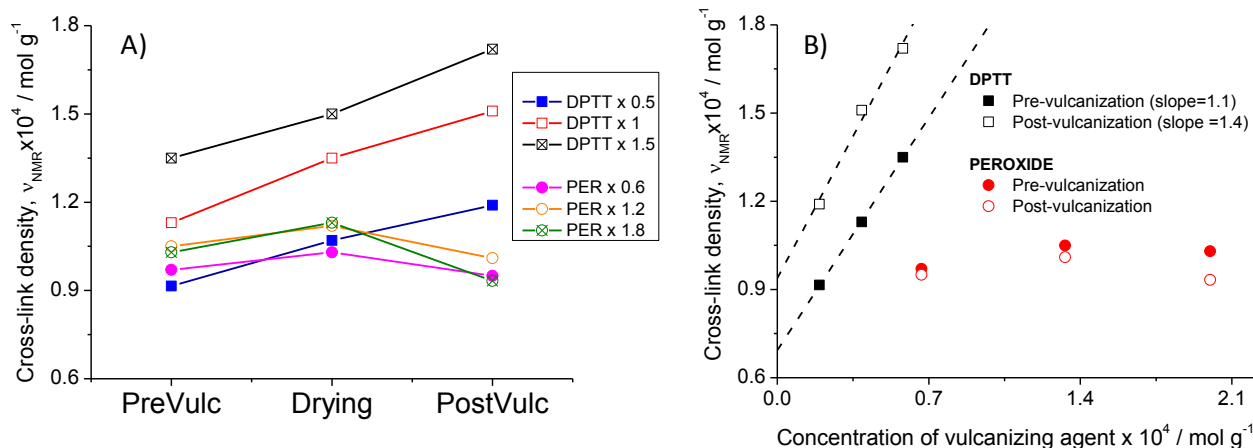 A)
1.8
1.5
1.2
0.9
0.6
Cross-link density, νNMRx10⁴ / mol g⁻¹
PreVulc Drying PostVulc
DPTT x 0.5
DPTT x 1
DPTT x 1.5
PER x 0.6
PER x 1.2
PER x 1.8
B)
1.8
1.5
1.2
0.9
0.6
Cross-link density, νNMRx10⁴ / mol g⁻¹
DPTT
Pre-vulcanization (slope=1.1)
Post-vulcanization (slope =1.4)
PEROXIDE
Pre-vulcanization
Post-vulcanization
0.0 0.7 1.4 2.1
Concentration of vulcanizing agent x 10⁴ / mol g⁻¹